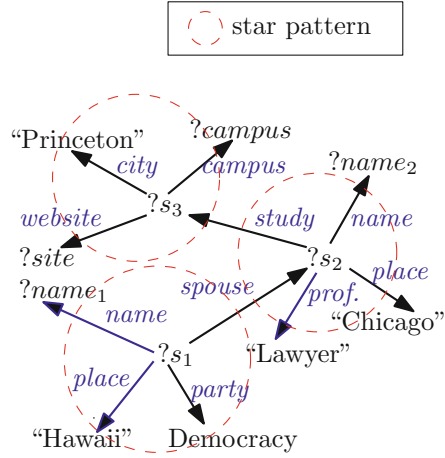 star pattern
?campus
“Princeton”
city
campus
?name₂
?s₃
website
study
name
?site
?s₂
place
?name₁
spouse
prof.
name
“Chicago”
?s₁
“Lawyer”
place
party
“Hawaii”
Democracy